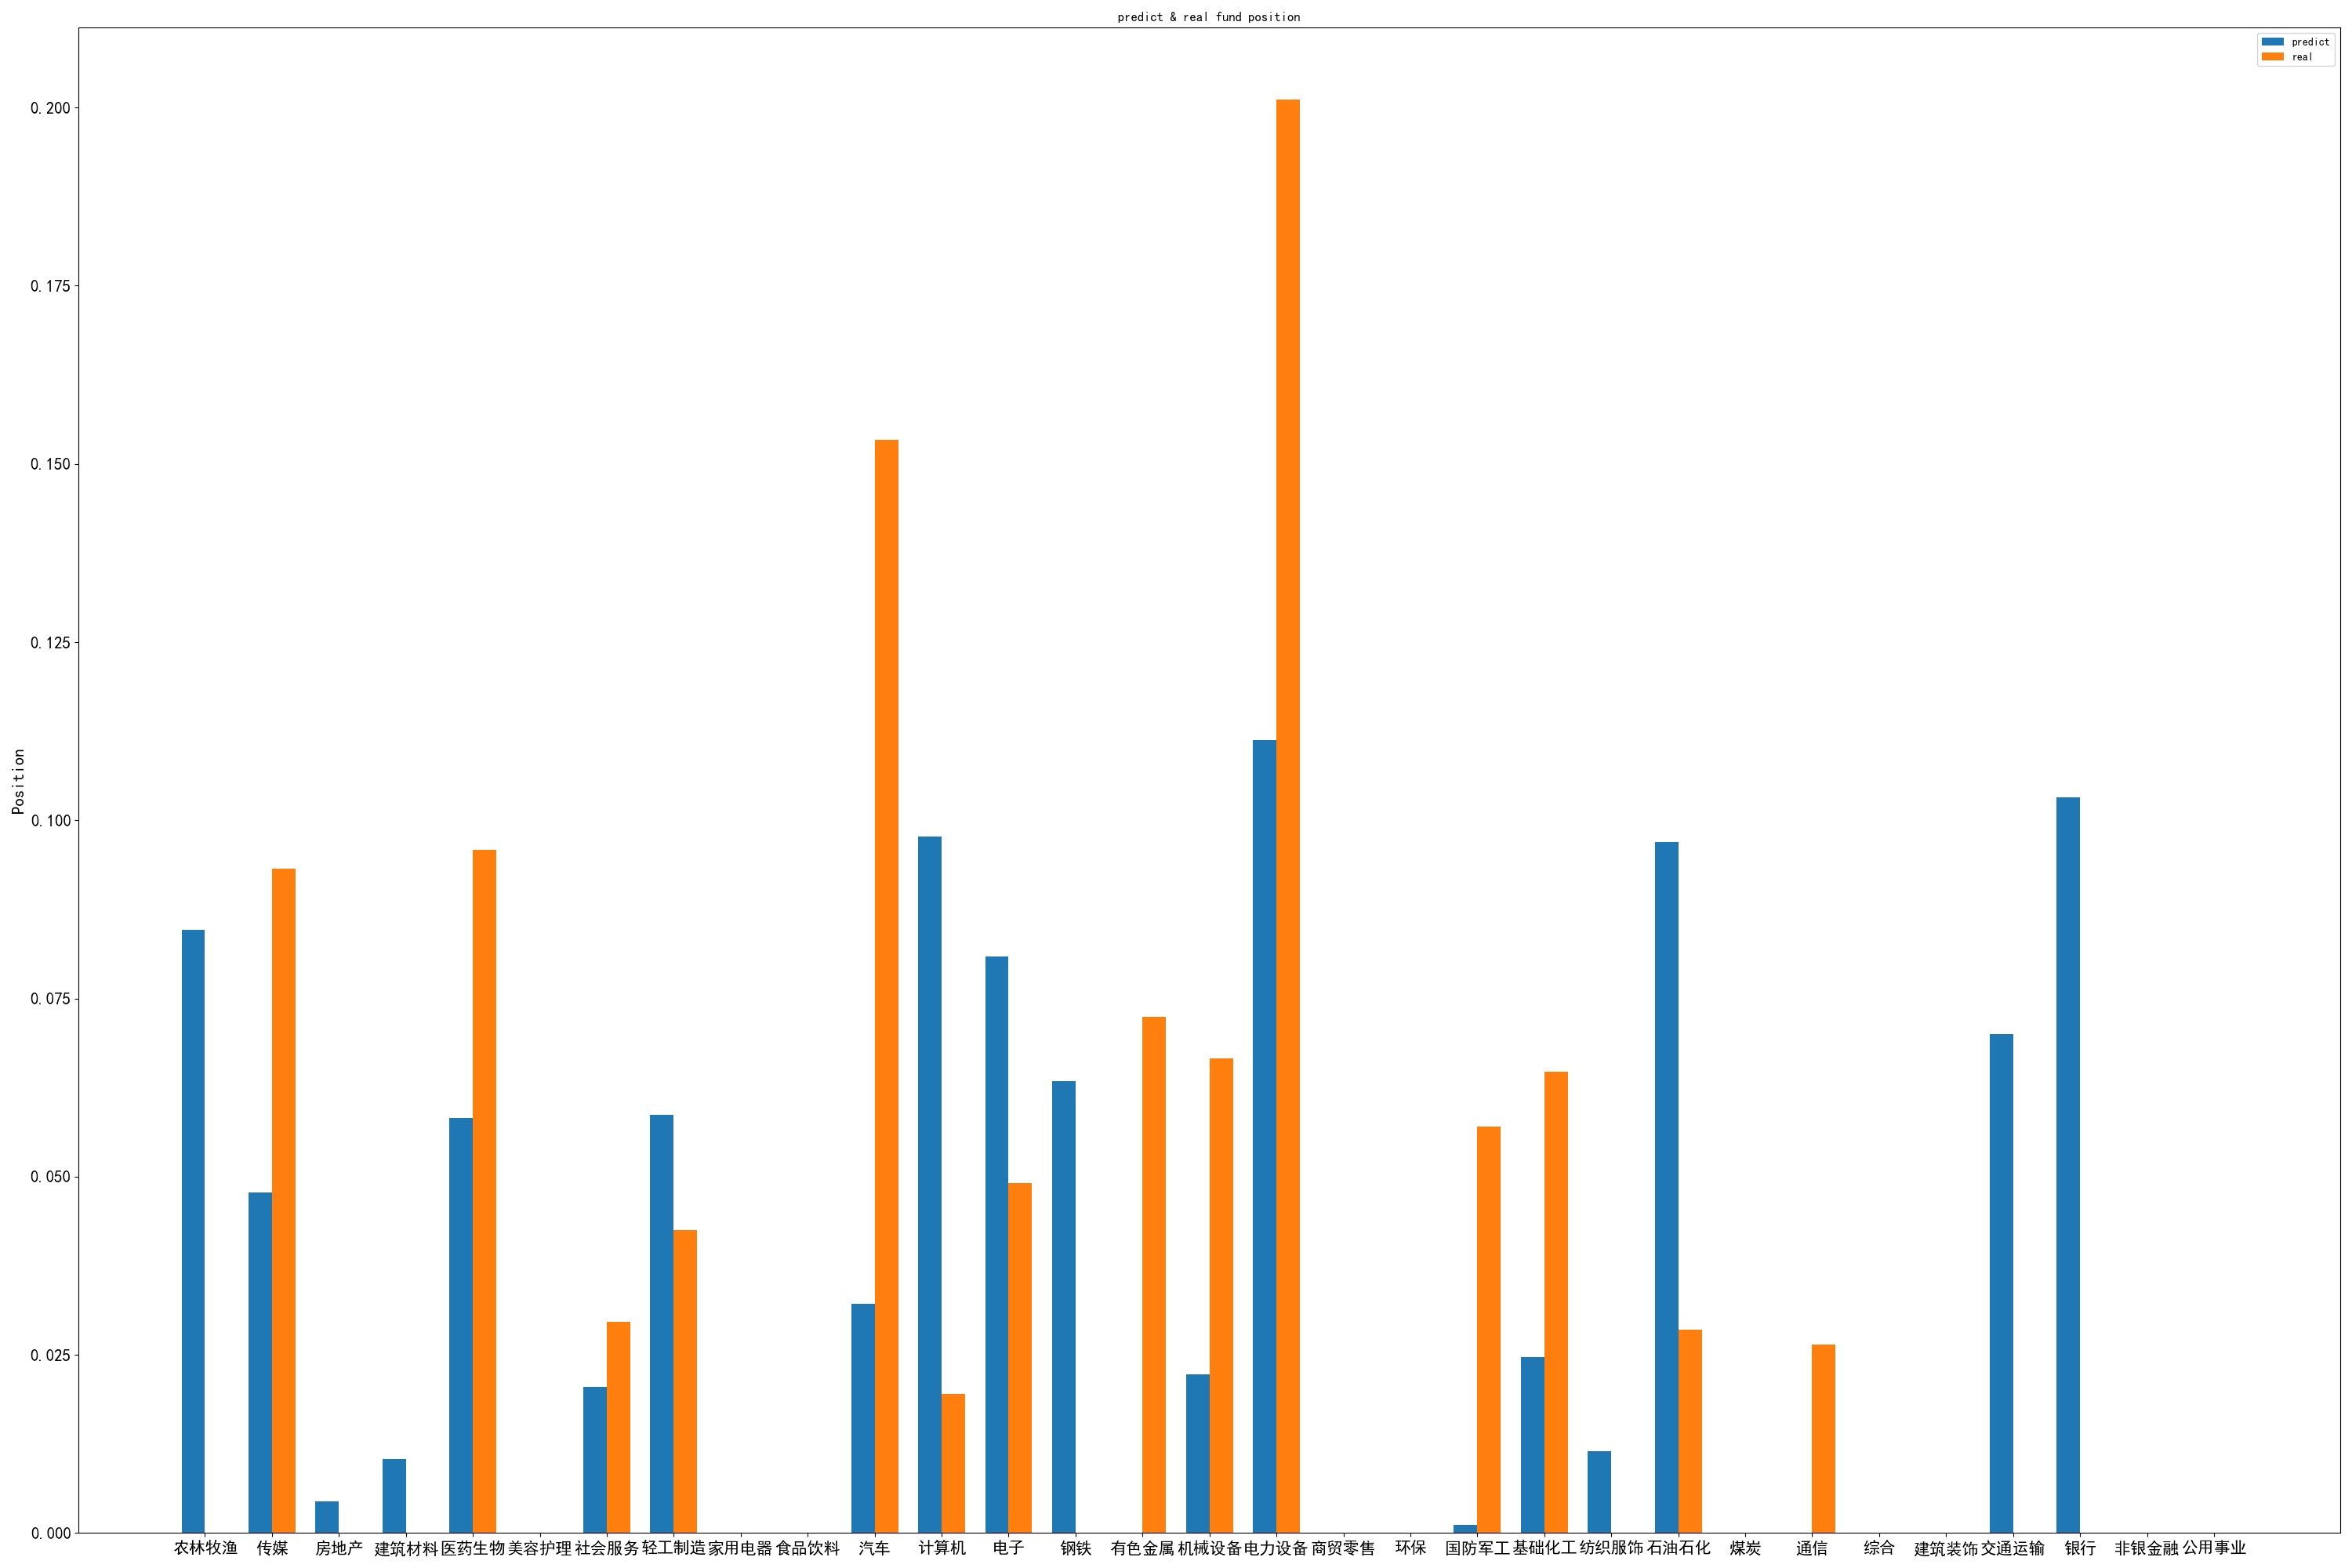 predict & real fund position
predict
real
0.200
0.175
0.150
0.125
0.100
0.075
0.050
0.025
0.000
Position
农林牧渔 传媒 房地产 建筑材料 医药生物 美容护理 社会服务 轻工制造 家用电器 食品饮料 汽车 计算机 电子 钢铁 有色金属 机械设备 电力设备 商贸零售 环保 国防军工 基础化工 纺织服饰 石油石化 煤炭 通信 综合 建筑装饰 交通运输 银行 非银金融 公用事业